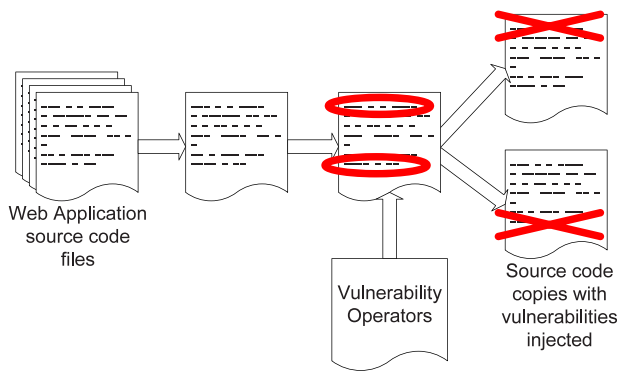 Web Application
source code
files
Vulnerability
Operators
Source code
copies with
vulnerabilities
injected